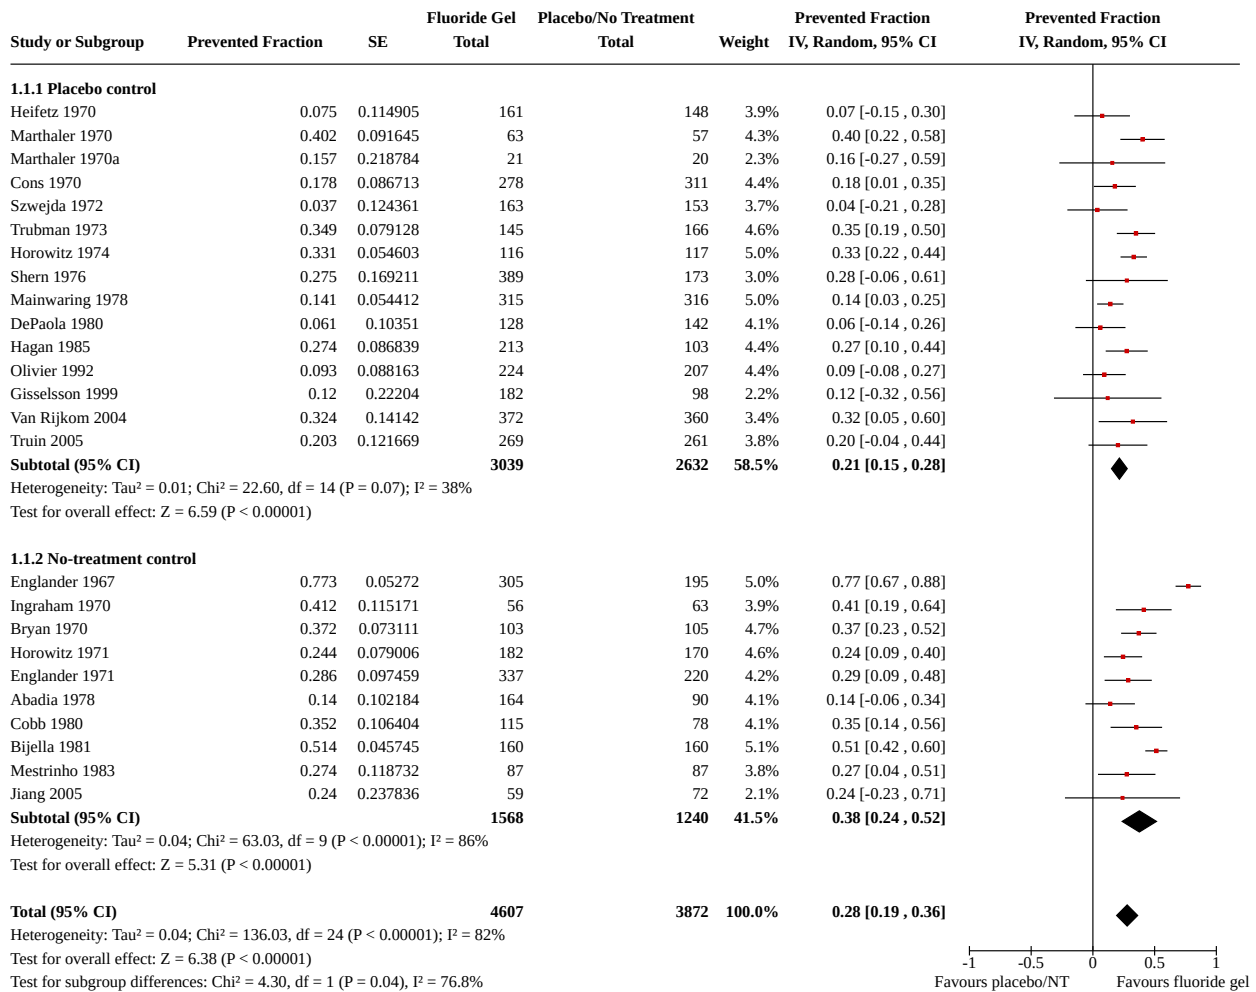 Fluoride Gel Placebo/No Treatment Prevented Fraction Prevented Fraction
Study or Subgroup Prevented Fraction SE Total Total Weight IV, Random, 95% CI IV, Random, 95% CI
1.1.1 Placebo control
Heifetz 1970 0.075 0.114905 161 148 3.9% 0.07 [-0.15 , 0.30]
Marthaler 1970 0.402 0.091645 63 57 4.3% 0.40 [0.22 , 0.58]
Marthaler 1970a 0.157 0.218784 21 20 2.3% 0.16 [-0.27 , 0.59]
Cons 1970 0.178 0.086713 278 311 4.4% 0.18 [0.01 , 0.35]
Szwejda 1972 0.037 0.124361 163 153 3.7% 0.04 [-0.21 , 0.28]
Trubman 1973 0.349 0.079128 145 166 4.6% 0.35 [0.19 , 0.50]
Horowitz 1974 0.331 0.054603 116 117 5.0% 0.33 [0.22 , 0.44]
Shern 1976 0.275 0.169211 389 173 3.0% 0.28 [-0.06 , 0.61]
Mainwaring 1978 0.141 0.054412 315 316 5.0% 0.14 [0.03 , 0.25]
DePaola 1980 0.061 0.10351 128 142 4.1% 0.06 [-0.14 , 0.26]
Hagan 1985 0.274 0.086839 213 103 4.4% 0.27 [0.10 , 0.44]
Olivier 1992 0.093 0.088163 224 207 4.4% 0.09 [-0.08 , 0.27]
Gisselsson 1999 0.12 0.22204 182 98 2.2% 0.12 [-0.32 , 0.56]
Van Rijkom 2004 0.324 0.14142 372 360 3.4% 0.32 [0.05 , 0.60]
Truin 2005 0.203 0.121669 269 261 3.8% 0.20 [-0.04 , 0.44]
Subtotal (95% CI) 3039 2632 58.5% 0.21 [0.15 , 0.28]
Heterogeneity: Tau² = 0.01; Chi² = 22.60, df = 14 (P = 0.07); I² = 38%
Test for overall effect: Z = 6.59 (P < 0.00001)
1.1.2 No-treatment control
Englander 1967 0.773 0.05272 305 195 5.0% 0.77 [0.67 , 0.88]
Ingraham 1970 0.412 0.115171 56 63 3.9% 0.41 [0.19 , 0.64]
Bryan 1970 0.372 0.073111 103 105 4.7% 0.37 [0.23 , 0.52]
Horowitz 1971 0.244 0.079006 182 170 4.6% 0.24 [0.09 , 0.40]
Englander 1971 0.286 0.097459 337 220 4.2% 0.29 [0.09 , 0.48]
Abadia 1978 0.14 0.102184 164 90 4.1% 0.14 [-0.06 , 0.34]
Cobb 1980 0.352 0.106404 115 78 4.1% 0.35 [0.14 , 0.56]
Bijella 1981 0.514 0.045745 160 160 5.1% 0.51 [0.42 , 0.60]
Mestrinho 1983 0.274 0.118732 87 87 3.8% 0.27 [0.04 , 0.51]
Jiang 2005 0.24 0.237836 59 72 2.1% 0.24 [-0.23 , 0.71]
Subtotal (95% CI) 1568 1240 41.5% 0.38 [0.24 , 0.52]
Heterogeneity: Tau² = 0.04; Chi² = 63.03, df = 9 (P < 0.00001); I² = 86%
Test for overall effect: Z = 5.31 (P < 0.00001)
Total (95% CI) 4607 3872 100.0% 0.28 [0.19 , 0.36]
Heterogeneity: Tau² = 0.04; Chi² = 136.03, df = 24 (P < 0.00001); I² = 82%
Test for overall effect: Z = 6.38 (P < 0.00001) -1 -0.5 0 0.5 1
Test for subgroup differences: Chi² = 4.30, df = 1 (P = 0.04), I² = 76.8% Favours placebo/NT Favours fluoride gel